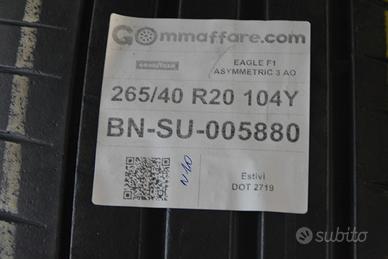 Gommaffare.com
GOODYEAR
EAGLE F1
ASYMMETRIC 3 AO
265/40 R20 104Y
BN-SU-005880
Estivi
DOT 2719
subito